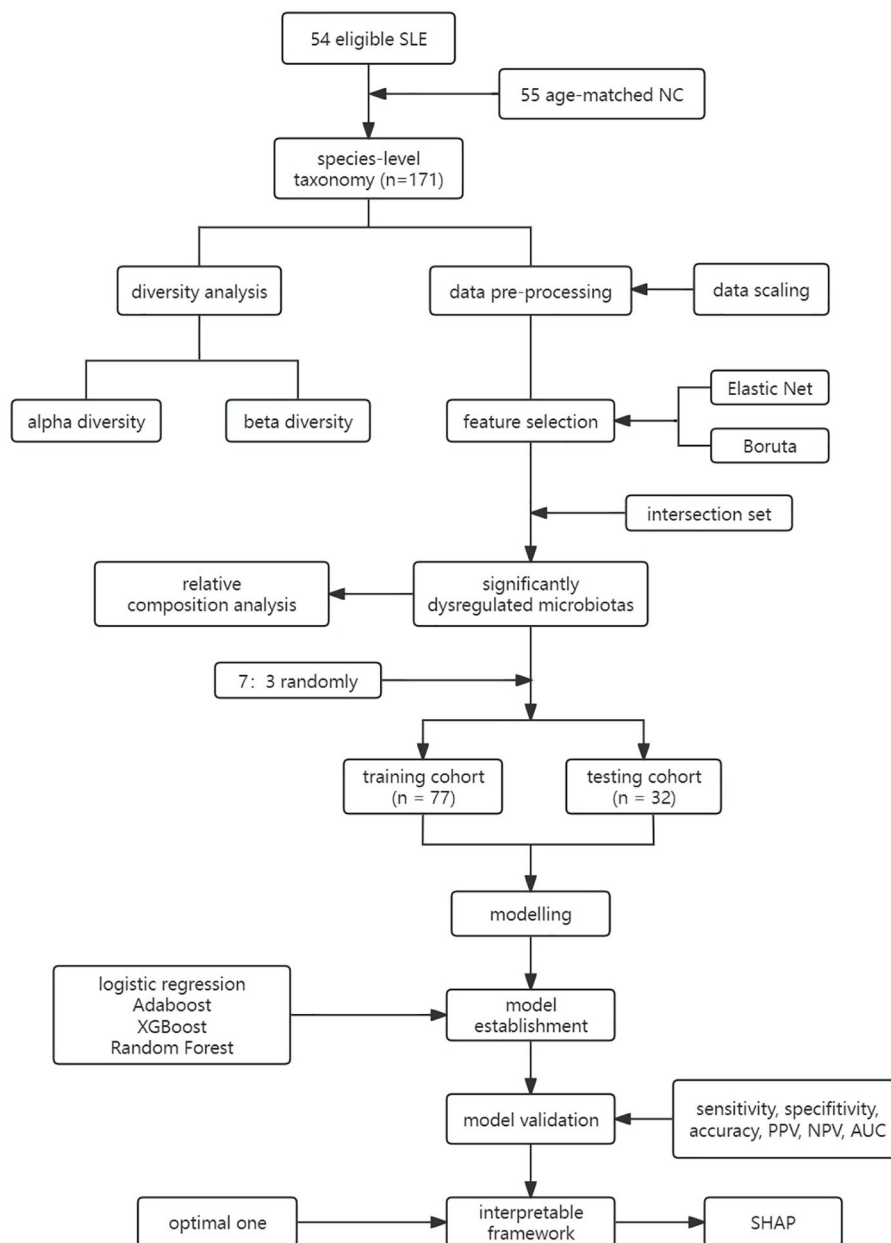 54 eligible SLE
55 age-matched NC
species-level
taxonomy (n=171)
diversity analysis
data pre-processing
data scaling
alpha diversity
beta diversity
feature selection
Elastic Net
Boruta
intersection set
relative
composition analysis
significantly
dysregulated microbiotas
7：3 randomly
training cohort
(n = 77)
testing cohort
(n = 32)
modelling
logistic regression
Adaboost
XGBoost
Random Forest
model
establishment
model validation
sensitivity, specifitivity,
accuracy, PPV, NPV, AUC
optimal one
interpretable
framework
SHAP